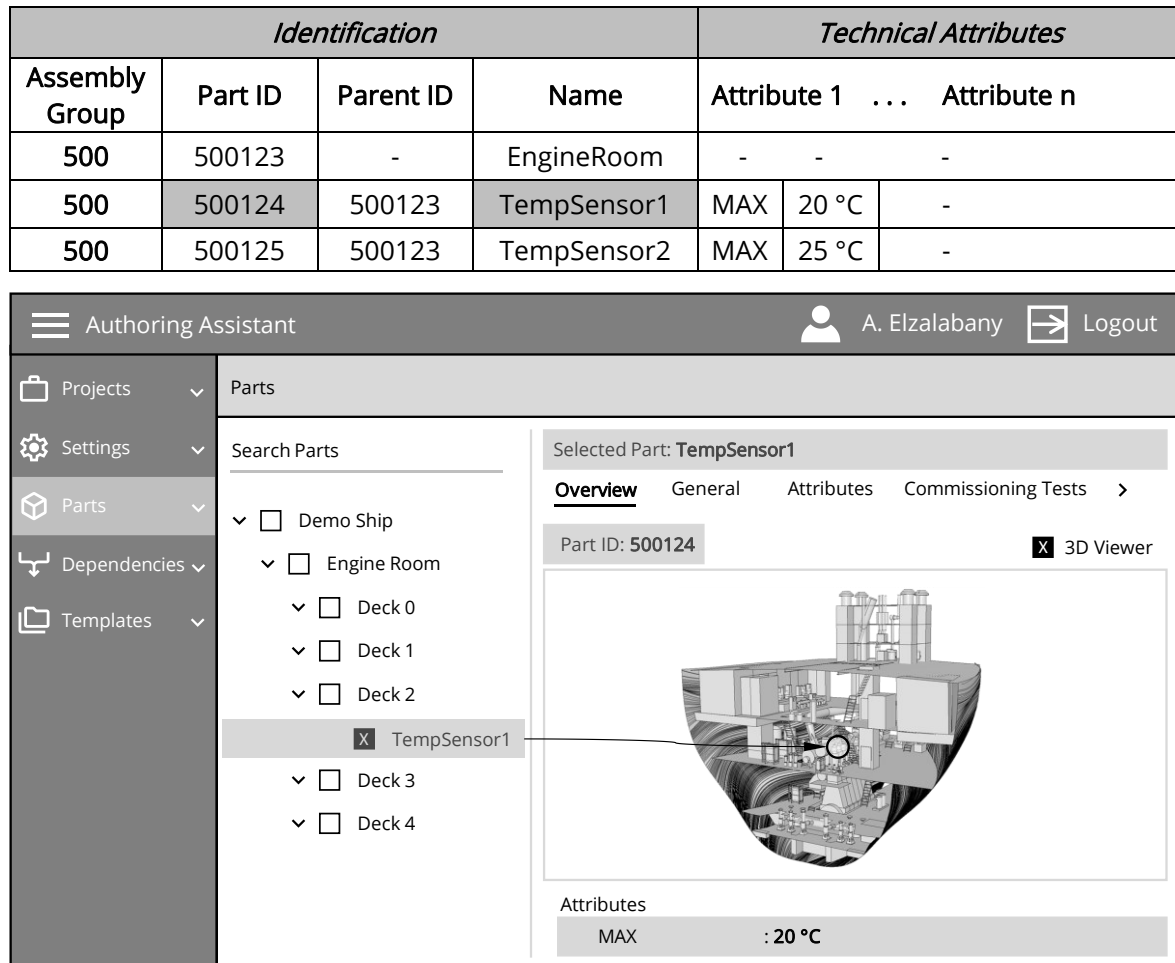 Identification Technical Attributes
Assembly Group Part ID Parent ID Name Attribute 1 ... Attribute n
500 500123 - EngineRoom - - -
500 500124 500123 TempSensor1 MAX 20 °C -
500 500125 500123 TempSensor2 MAX 25 °C -
Authoring Assistant A. Elzalabany Logout
Projects
Settings
Parts
Dependencies
Templates
Parts
Search Parts
Demo Ship
Engine Room
Deck 0
Deck 1
Deck 2
X TempSensor1
Deck 3
Deck 4
Selected Part: TempSensor1
Overview General Attributes Commissioning Tests >
Part ID: 500124 X 3D Viewer
Attributes
MAX : 20 °C